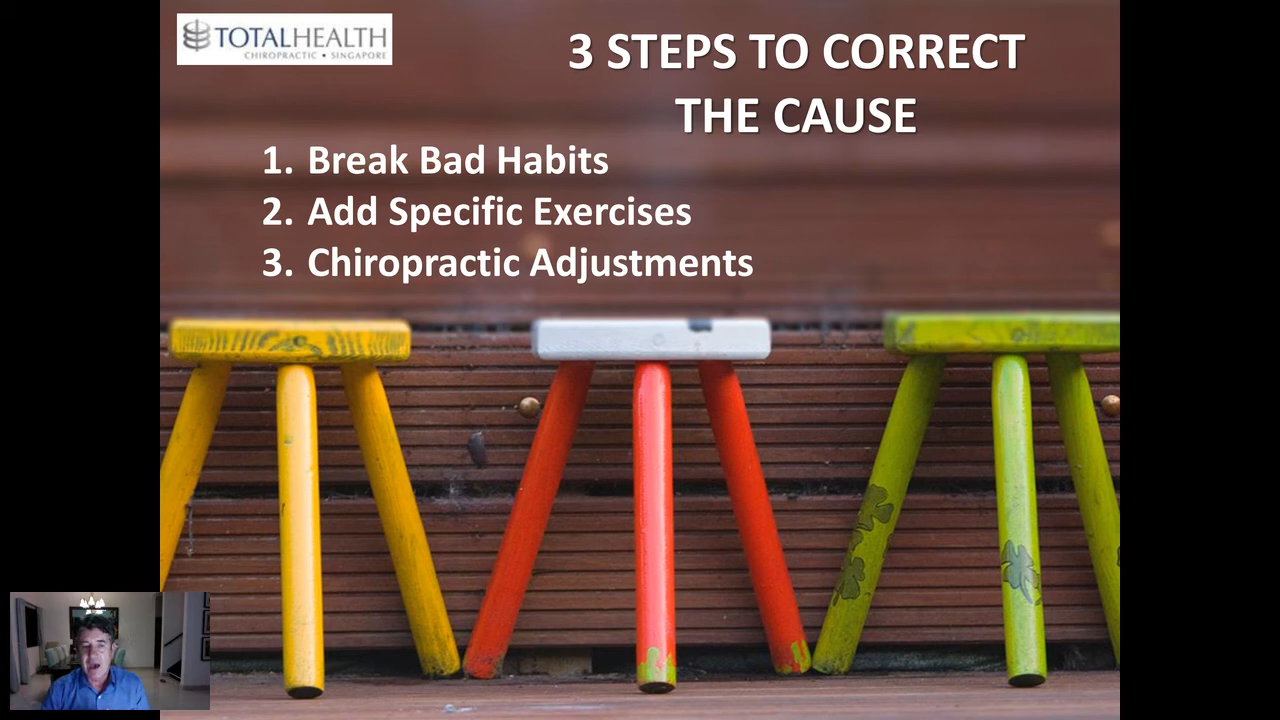 TOTALHEALTH
CHIROPRACTIC • SINGAPORE
3 STEPS TO CORRECT
THE CAUSE
1. Break Bad Habits
2. Add Specific Exercises
3. Chiropractic Adjustments